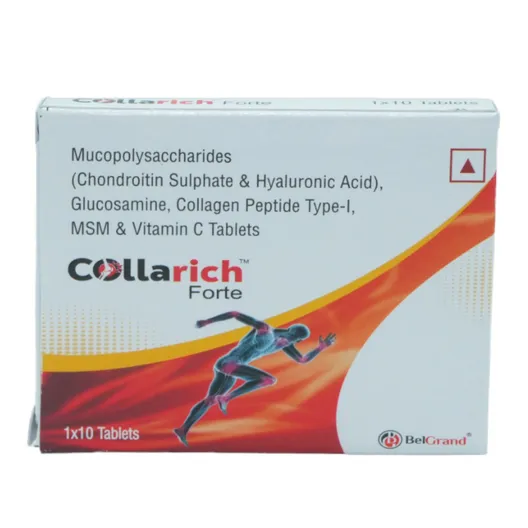 Collarich Forte 1x10 Tablets
Mucopolysaccharides
(Chondroitin Sulphate & Hyaluronic Acid),
Glucosamine, Collagen Peptide Type-I,
MSM & Vitamin C Tablets
COllarich™
Forte
1x10 Tablets
BelGrand®